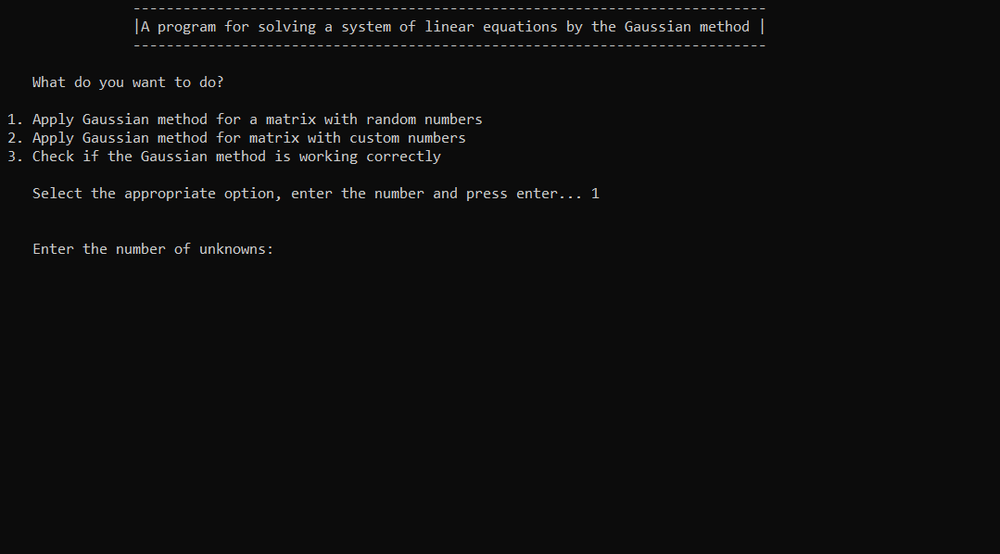 ----------------------------------------------------------------------------
|A program for solving a system of linear equations by the Gaussian method |
----------------------------------------------------------------------------
What do you want to do?
1. Apply Gaussian method for a matrix with random numbers
2. Apply Gaussian method for matrix with custom numbers
3. Check if the Gaussian method is working correctly
Select the appropriate option, enter the number and press enter... 1
Enter the number of unknowns: